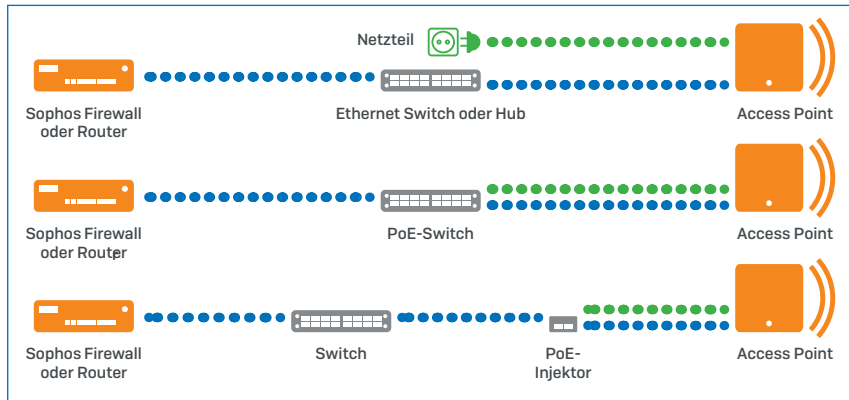 Netzteil
Sophos Firewall
oder Router
Ethernet Switch oder Hub
Access Point
Sophos Firewall
oder Router
PoE-Switch
Access Point
Sophos Firewall
oder Router
Switch
PoE-
Injektor
Access Point